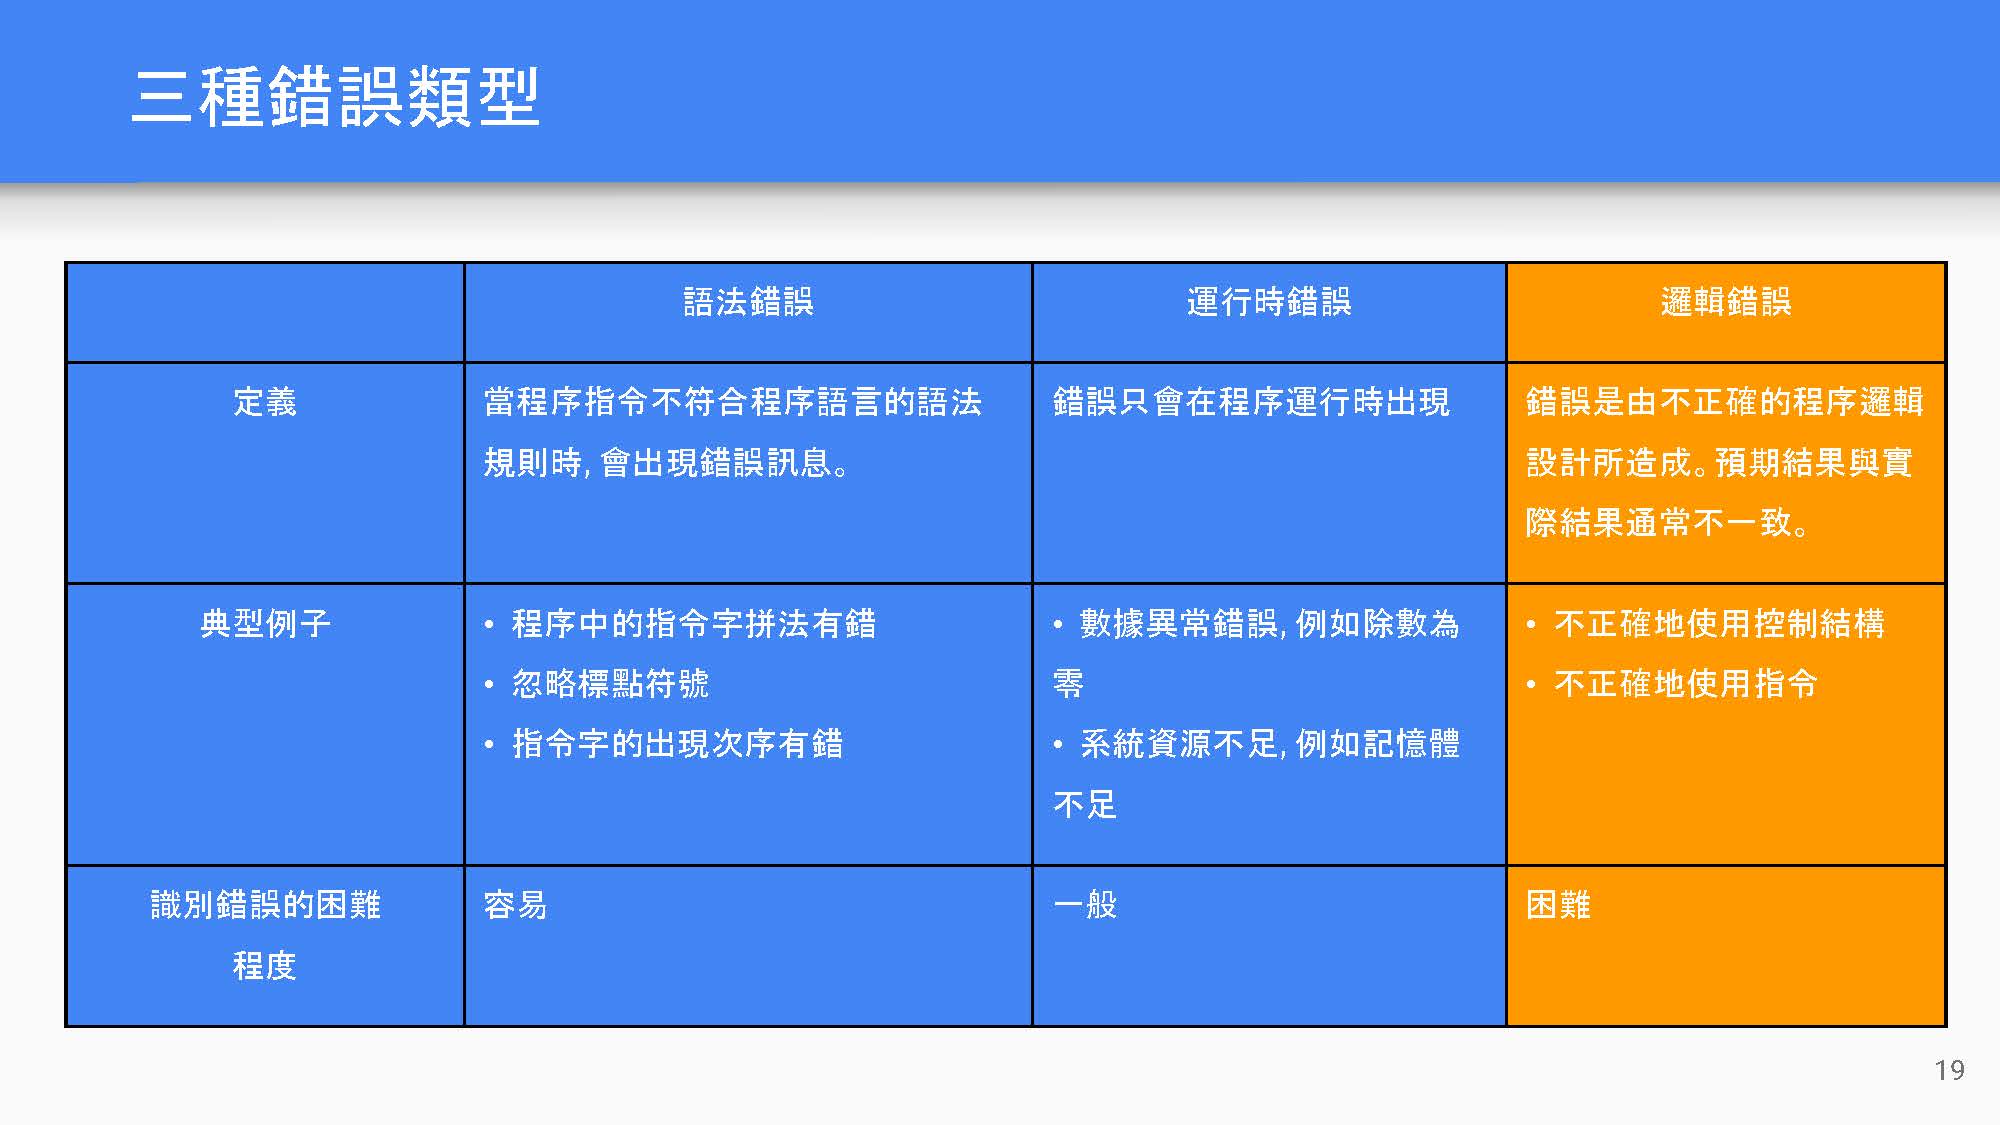 三種錯誤類型
語法錯誤
運行時錯誤
邏輯錯誤
定義
當程序指令不符合程序語言的語法
規則時, 會出現錯誤訊息。
錯誤只會在程序運行時出現
錯誤是由不正確的程序邏輯
設計所造成。預期結果與實
際結果通常不一致。
典型例子
• 程序中的指令字拼法有錯
• 忽略標點符號
• 指令字的出現次序有錯
• 數據異常錯誤, 例如除數為
零
• 系統資源不足, 例如記憶體
不足
• 不正確地使用控制結構
• 不正確地使用指令
識別錯誤的困難
程度
容易
一般
困難
19